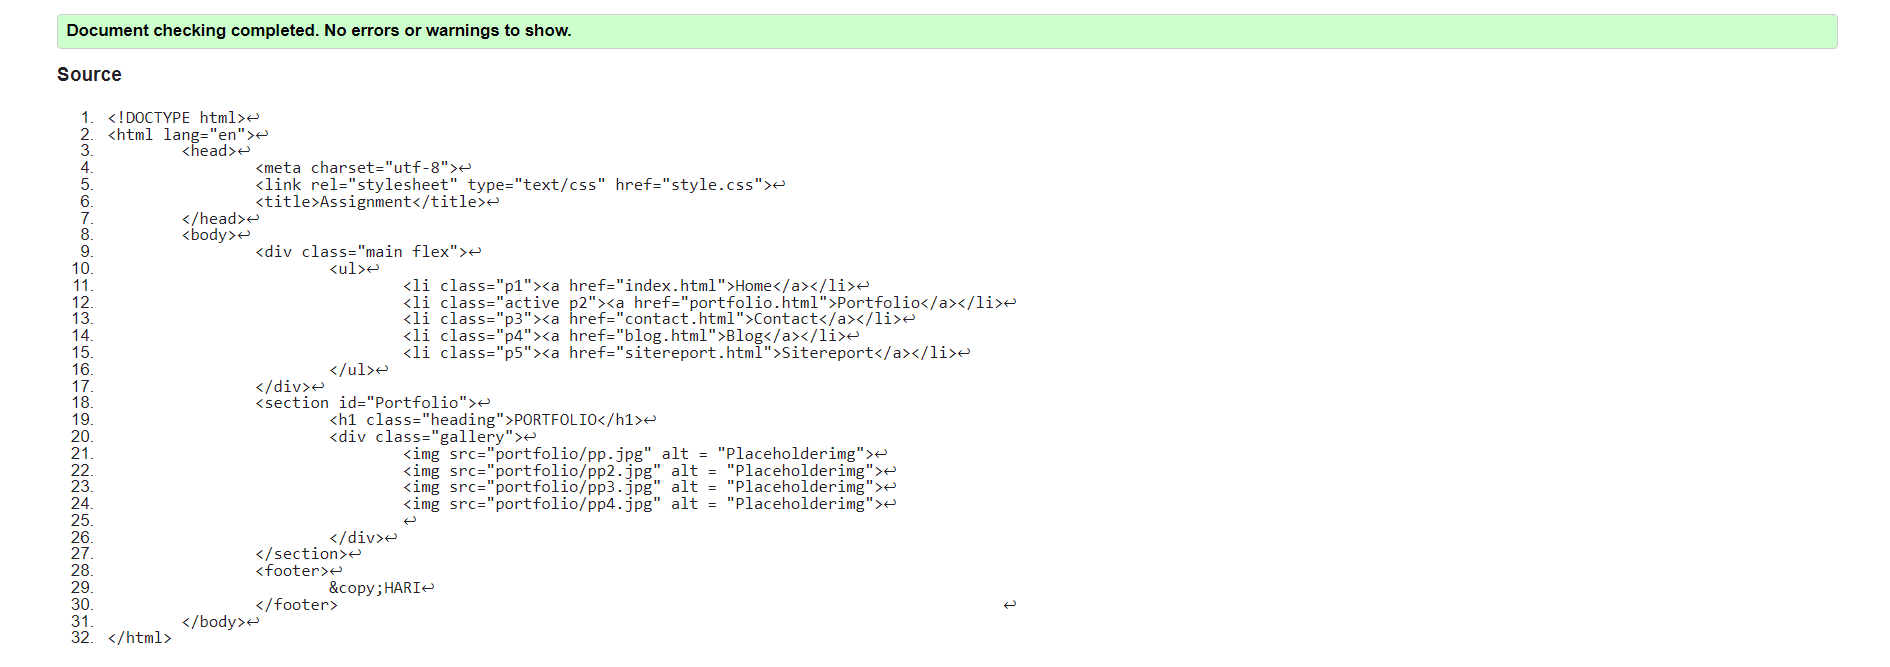 Document checking completed. No errors or warnings to show.
Source
1. <!DOCTYPE html>↩
2. <html lang="en">↩
3. <head>↩
4. <meta charset="utf-8">↩
5. <link rel="stylesheet" type="text/css" href="style.css">↩
6. <title>Assignment</title>↩
7. </head>↩
8. <body>↩
9. <div class="main flex">↩
10. <ul>↩
11. <li class="p1"><a href="index.html">Home</a></li>↩
12. <li class="active p2"><a href="portfolio.html">Portfolio</a></li>↩
13. <li class="p3"><a href="contact.html">Contact</a></li>↩
14. <li class="p4"><a href="blog.html">Blog</a></li>↩
15. <li class="p5"><a href="sitereport.html">Sitereport</a></li>↩
16. </ul>↩
17. </div>↩
18. <section id="Portfolio">↩
19. <h1 class="heading">PORTFOLIO</h1>↩
20. <div class="gallery">↩
21. <img src="portfolio/pp.jpg" alt = "Placeholderimg">↩
22. <img src="portfolio/pp2.jpg" alt = "Placeholderimg">↩
23. <img src="portfolio/pp3.jpg" alt = "Placeholderimg">↩
24. <img src="portfolio/pp4.jpg" alt = "Placeholderimg">↩
25. ↩
26. </div>↩
27. </section>↩
28. <footer>↩
29. &copy;HARI↩
30. </footer> ↩
31. </body>↩
32. </html>